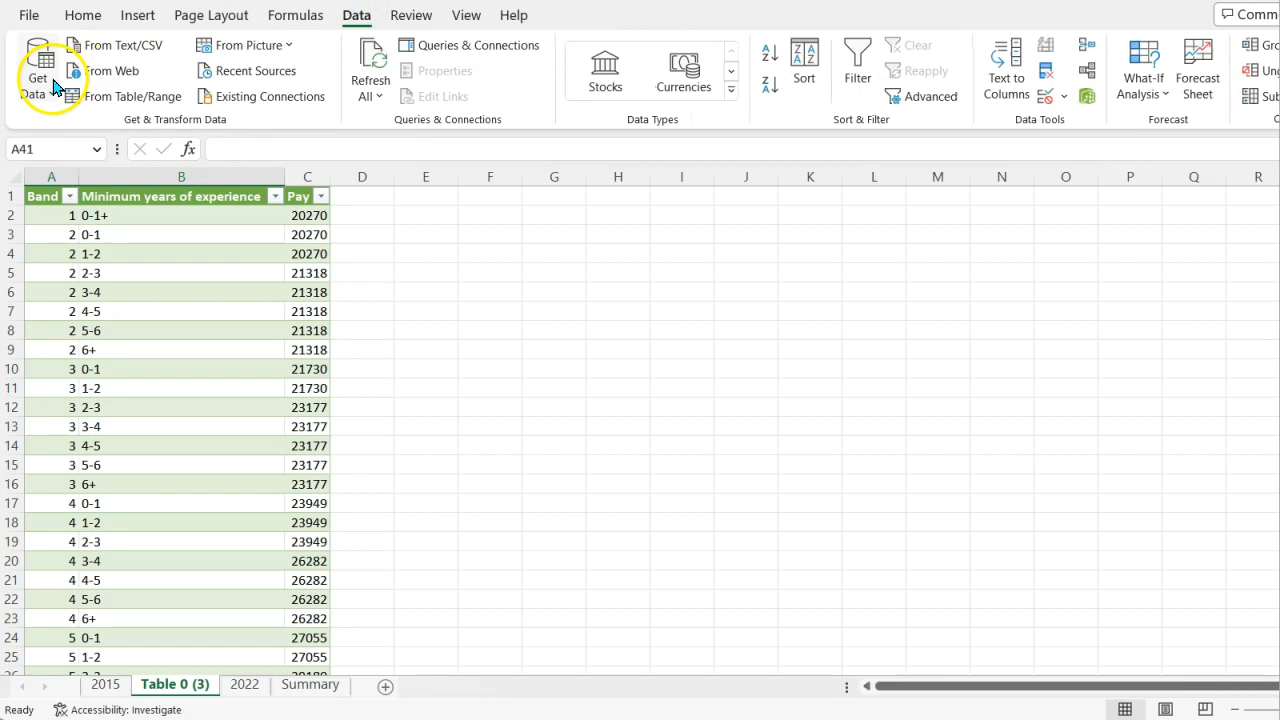 File Home Insert Page Layout Formulas Data Review View Help
Get Data
From Text/CSV
From Web
From Table/Range
From Picture
Recent Sources
Existing Connections
Get & Transform Data
Refresh All
Queries & Connections
Properties
Edit Links
Queries & Connections
Stocks
Currencies
Data Types
Sort
Filter
Clear
Reapply
Advanced
Sort & Filter
Text to Columns
Data Tools
What-If Analysis
Forecast Sheet
Forecast
A41
fx
A B C D E F G H I J K L M N O P Q R
1 Band Minimum years of experience Pay
2 1 0-1+ 20270
3 2 0-1 20270
4 2 1-2 20270
5 2 2-3 21318
6 2 3-4 21318
7 2 4-5 21318
8 2 5-6 21318
9 2 6+ 21318
10 3 0-1 21730
11 3 1-2 21730
12 3 2-3 23177
13 3 3-4 23177
14 3 4-5 23177
15 3 5-6 23177
16 3 6+ 23177
17 4 0-1 23949
18 4 1-2 23949
19 4 2-3 23949
20 4 3-4 26282
21 4 4-5 26282
22 4 5-6 26282
23 4 6+ 26282
24 5 0-1 27055
25 5 1-2 27055
2015 Table 0 (3) 2022 Summary
Ready Accessibility: Investigate